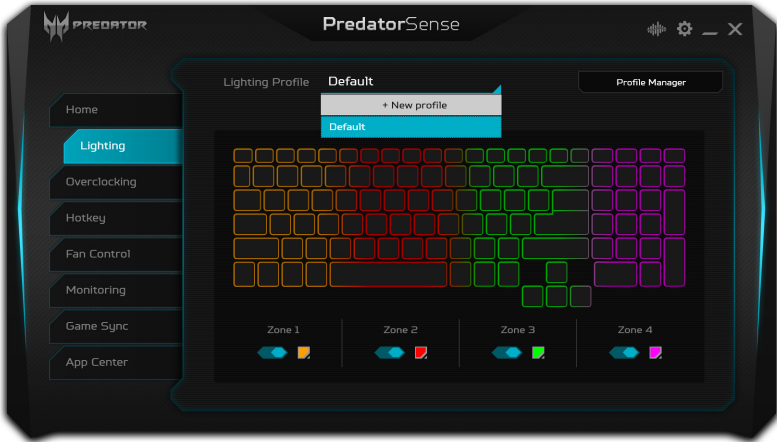 PREDATOR
PredatorSense
Lighting Profile Default
Profile Manager
+ New profile
Default
Home
Lighting
Overclocking
Hotkey
Fan Control
Monitoring
Game Sync
App Center
Zone 1 Zone 2 Zone 3 Zone 4